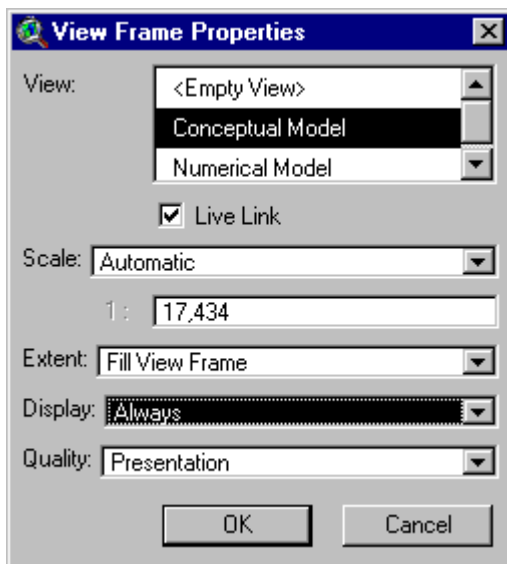 View Frame Properties
View:
<Empty View>
Conceptual Model
Numerical Model
Live Link
Scale: Automatic
1 : 17,434
Extent: Fill View Frame
Display: Always
Quality: Presentation
OK Cancel